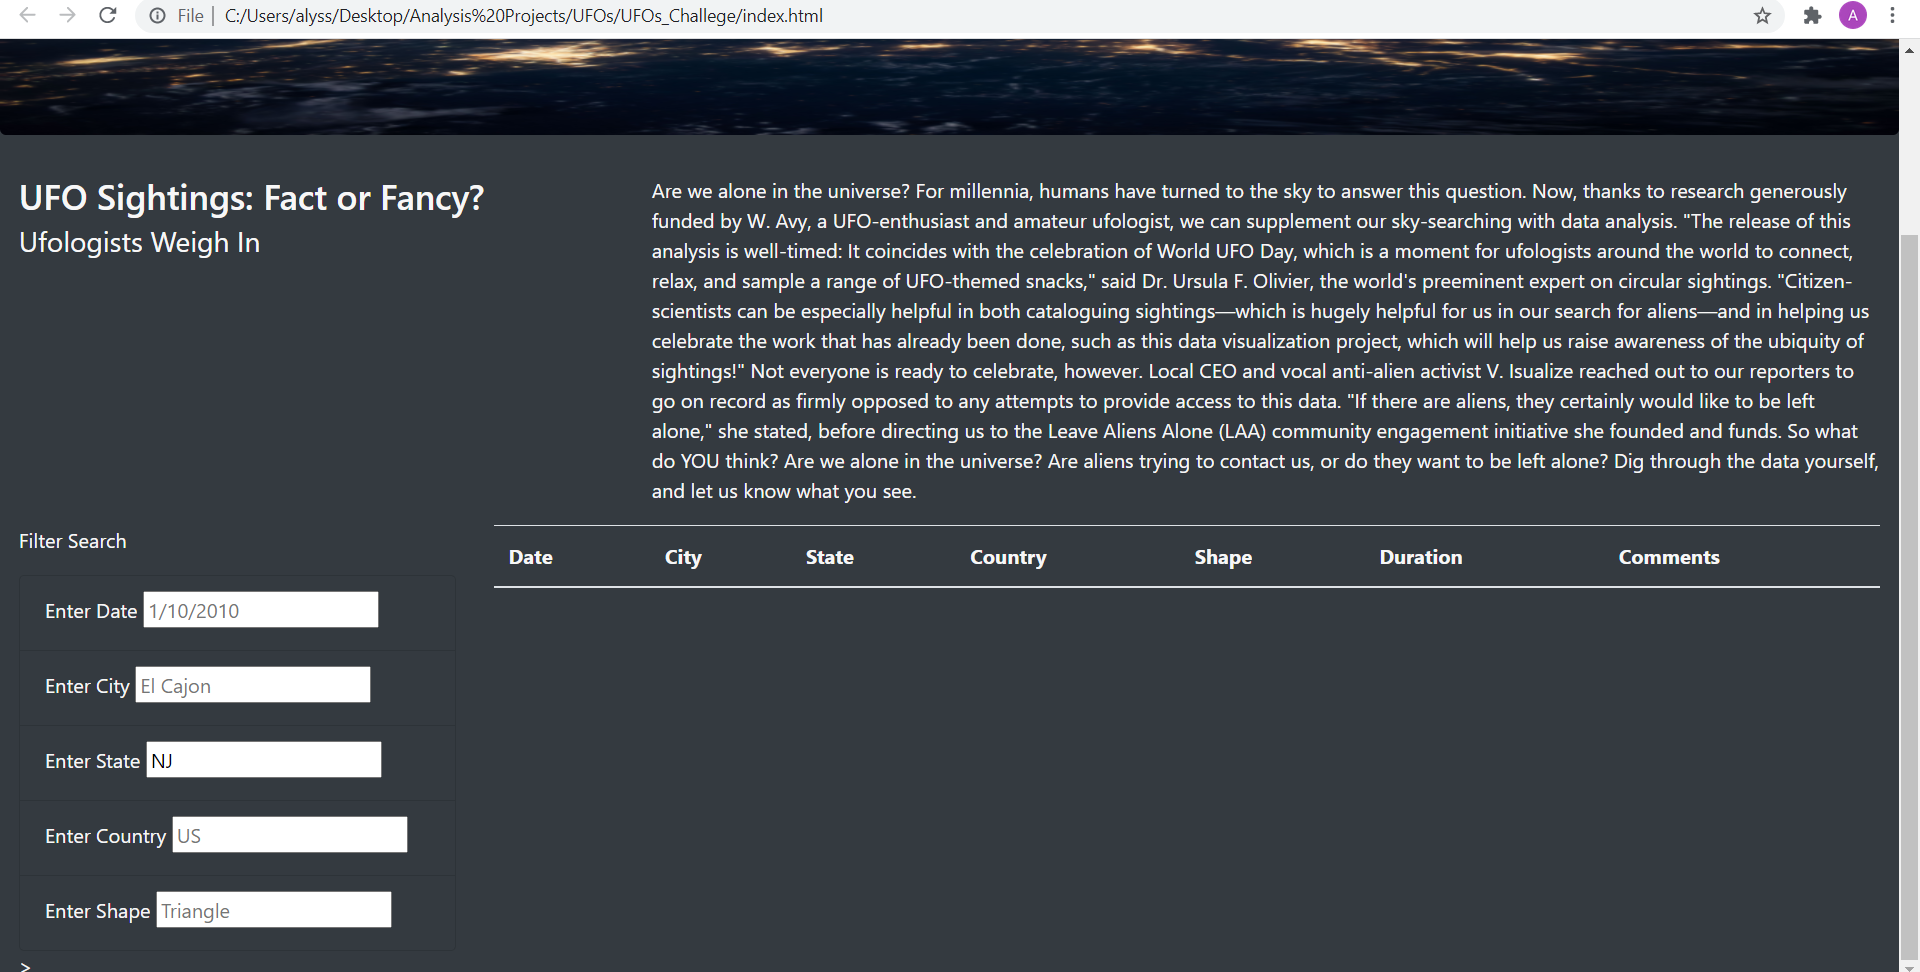 File | C:/Users/alyss/Desktop/Analysis%20Projects/UFOs/UFOs_Challege/index.html
A
UFO Sightings: Fact or Fancy?
Ufologists Weigh In
Are we alone in the universe? For millennia, humans have turned to the sky to answer this question. Now, thanks to research generously
funded by W. Avy, a UFO-enthusiast and amateur ufologist, we can supplement our sky-searching with data analysis. "The release of this
analysis is well-timed: It coincides with the celebration of World UFO Day, which is a moment for ufologists around the world to connect,
relax, and sample a range of UFO-themed snacks," said Dr. Ursula F. Olivier, the world's preeminent expert on circular sightings. "Citizen-
scientists can be especially helpful in both cataloguing sightings—which is hugely helpful for us in our search for aliens—and in helping us
celebrate the work that has already been done, such as this data visualization project, which will help us raise awareness of the ubiquity of
sightings!" Not everyone is ready to celebrate, however. Local CEO and vocal anti-alien activist V. Isualize reached out to our reporters to
go on record as firmly opposed to any attempts to provide access to this data. "If there are aliens, they certainly would like to be left
alone," she stated, before directing us to the Leave Aliens Alone (LAA) community engagement initiative she founded and funds. So what
do YOU think? Are we alone in the universe? Are aliens trying to contact us, or do they want to be left alone? Dig through the data yourself,
and let us know what you see.
Filter Search
Enter Date 1/10/2010
Enter City El Cajon
Enter State NJ
Enter Country US
Enter Shape Triangle
>
Date City State Country Shape Duration Comments